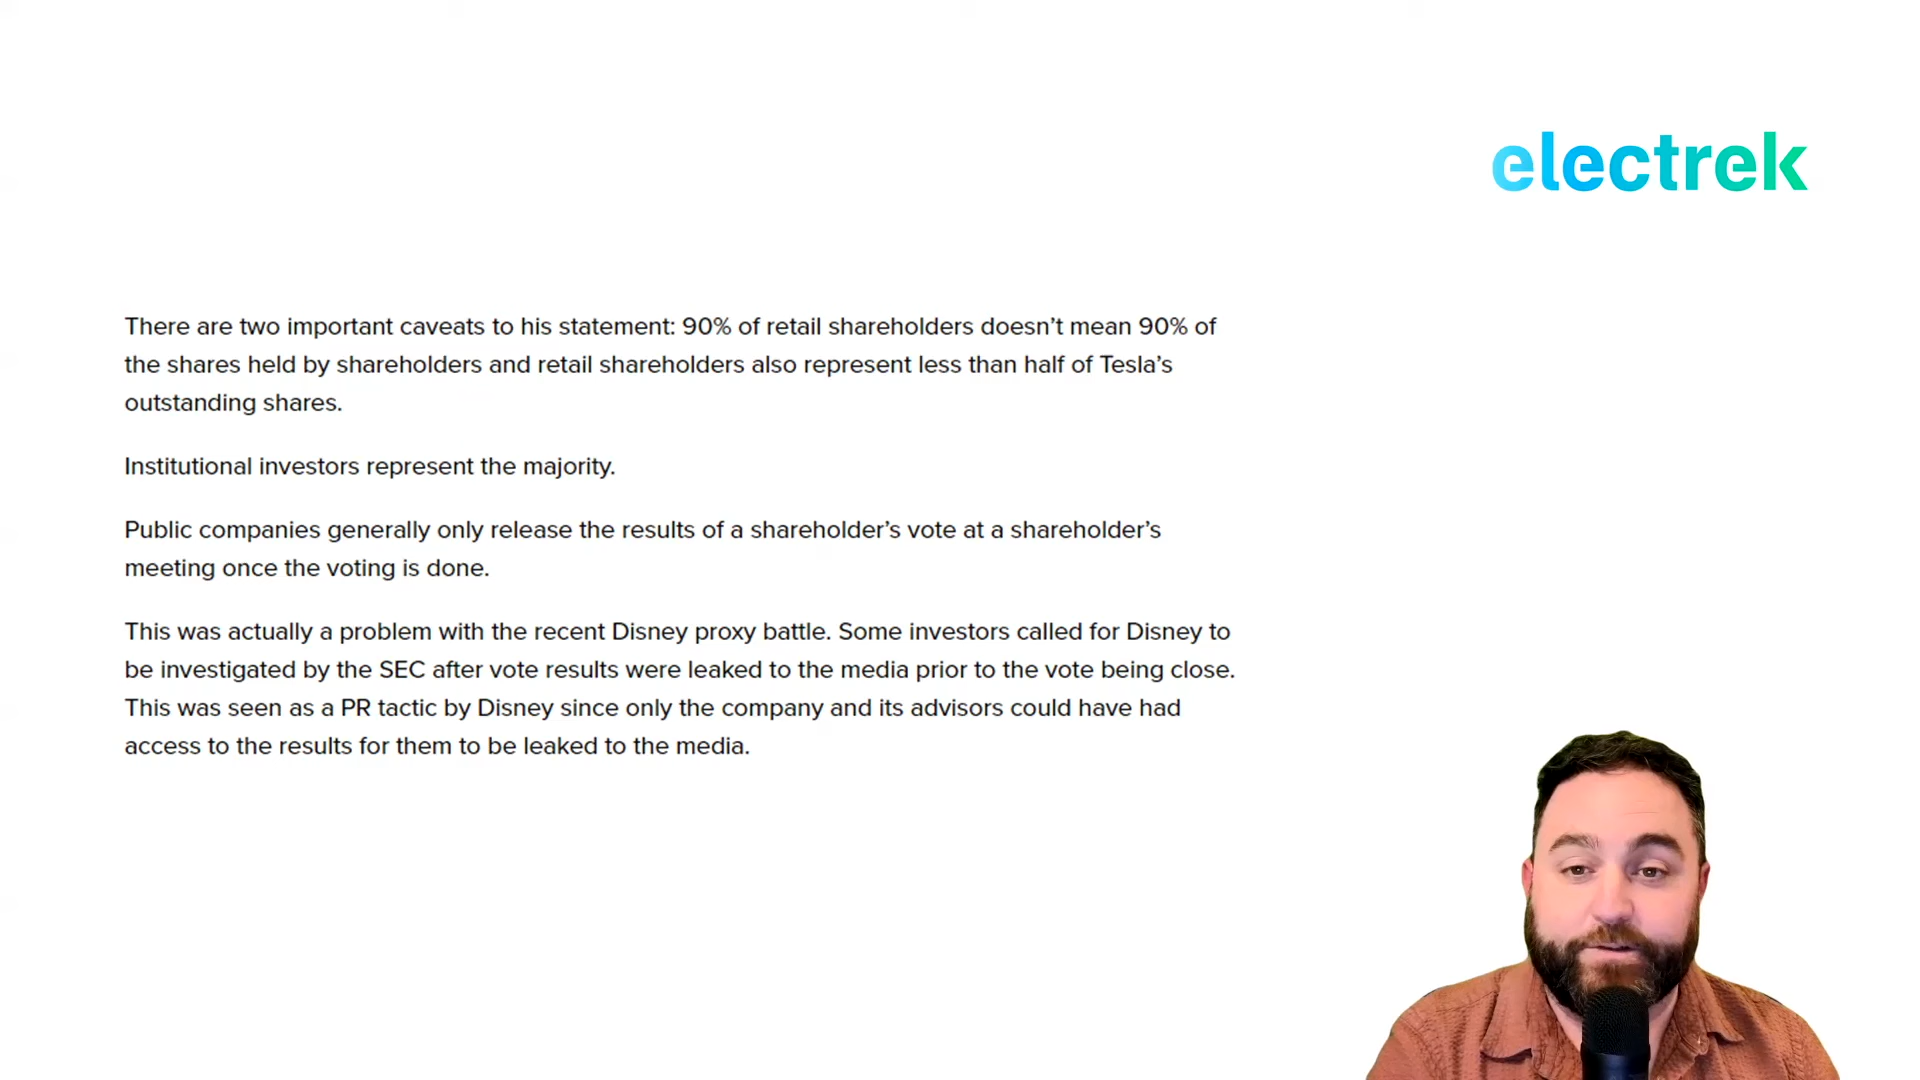 electrek
There are two important caveats to his statement: 90% of retail shareholders doesn’t mean 90% of
the shares held by shareholders and retail shareholders also represent less than half of Tesla’s
outstanding shares.
Institutional investors represent the majority.
Public companies generally only release the results of a shareholder’s vote at a shareholder’s
meeting once the voting is done.
This was actually a problem with the recent Disney proxy battle. Some investors called for Disney to
be investigated by the SEC after vote results were leaked to the media prior to the vote being close.
This was seen as a PR tactic by Disney since only the company and its advisors could have had
access to the results for them to be leaked to the media.